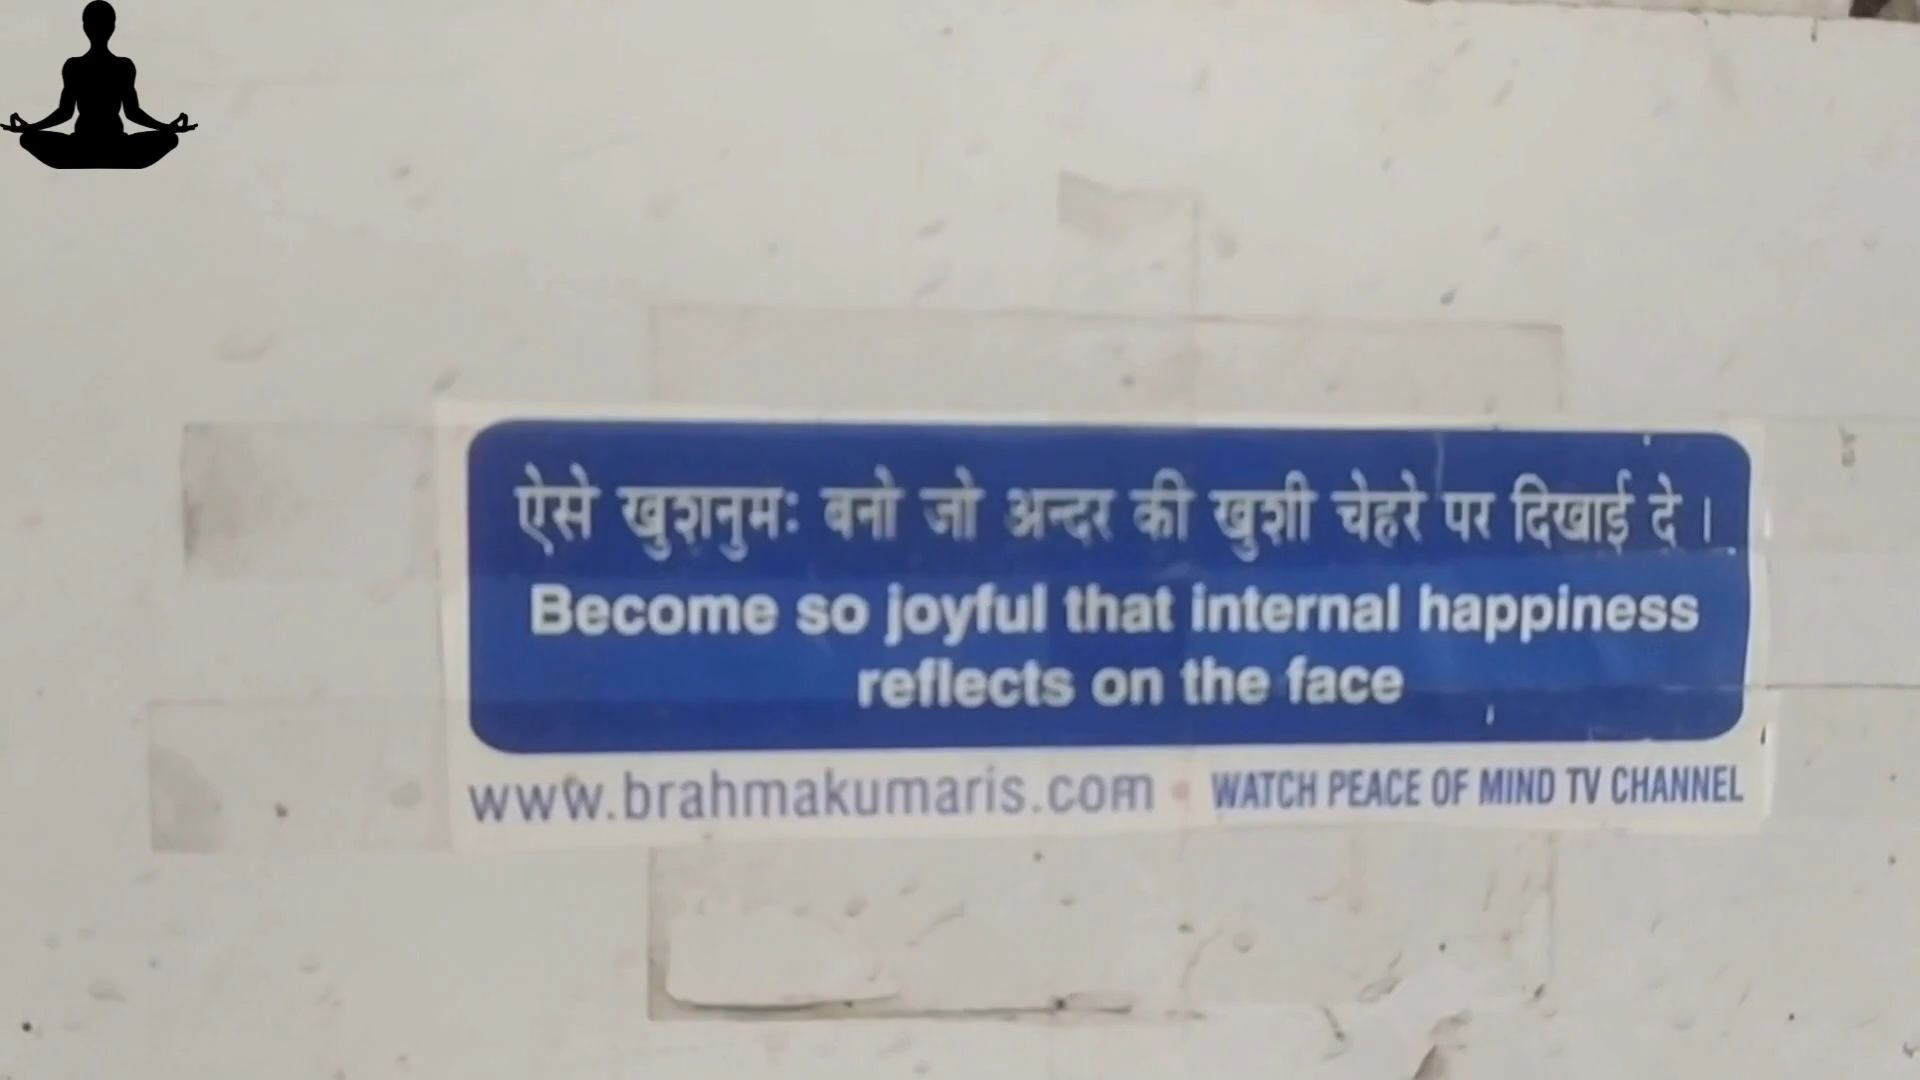 ऐसे खुशनुमः बनो जो अन्दर की खुशी चेहरे पर दिखाई दे ।
Become so joyful that internal happiness
reflects on the face
www.brahmakumaris.com • WATCH PEACE OF MIND TV CHANNEL